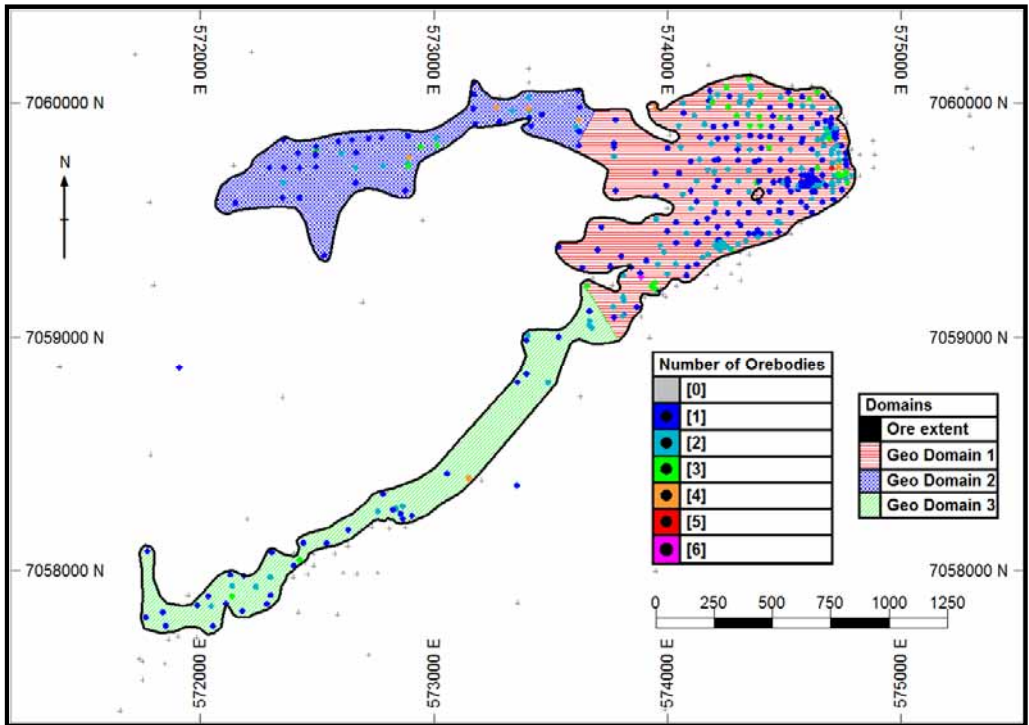 572000 E
573000 E
574000 E
575000 E
7060000 N
7060000 N
N
7059000 N
7059000 N
Number of Orebodies
[0]
[1]
[2]
[3]
[4]
[5]
[6]
Domains
Ore extent
Geo Domain 1
Geo Domain 2
Geo Domain 3
7058000 N
7058000 N
0 250 500 750 1000 1250
572000 E
573000 E
574000 E
575000 E